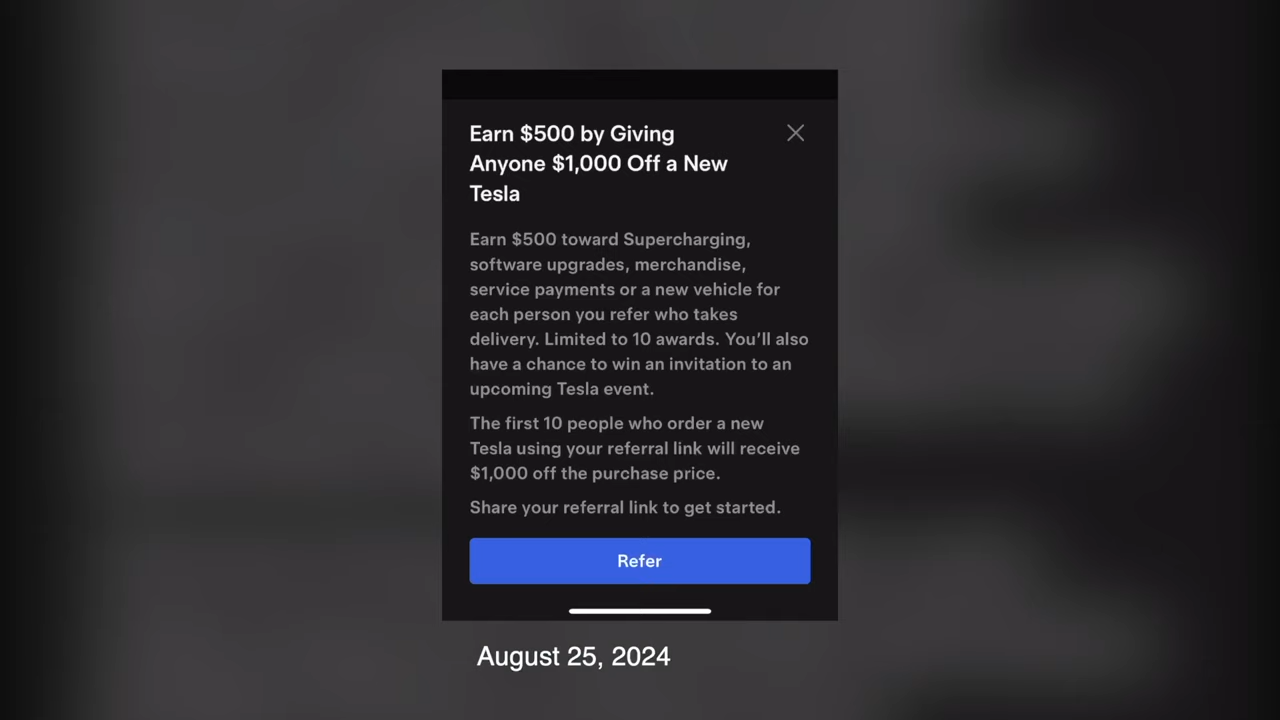 Earn $500 by Giving
Anyone $1,000 Off a New
Tesla
Earn $500 toward Supercharging,
software upgrades, merchandise,
service payments or a new vehicle for
each person you refer who takes
delivery. Limited to 10 awards. You’ll also
have a chance to win an invitation to an
upcoming Tesla event.
The first 10 people who order a new
Tesla using your referral link will receive
$1,000 off the purchase price.
Share your referral link to get started.
Refer
August 25, 2024